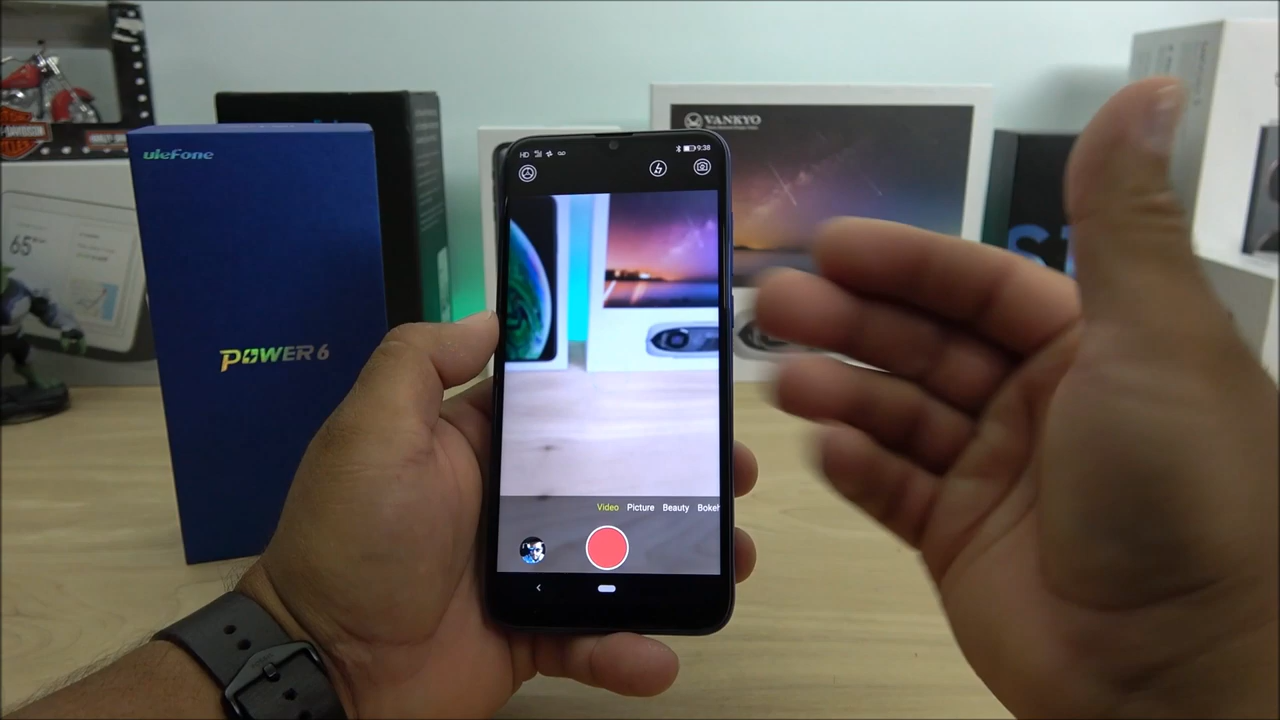 uleFone
POWER 6
HARLEY-DAVIDSON
65
VANKYO
HD
9:38
Video Picture Beauty Bokeh